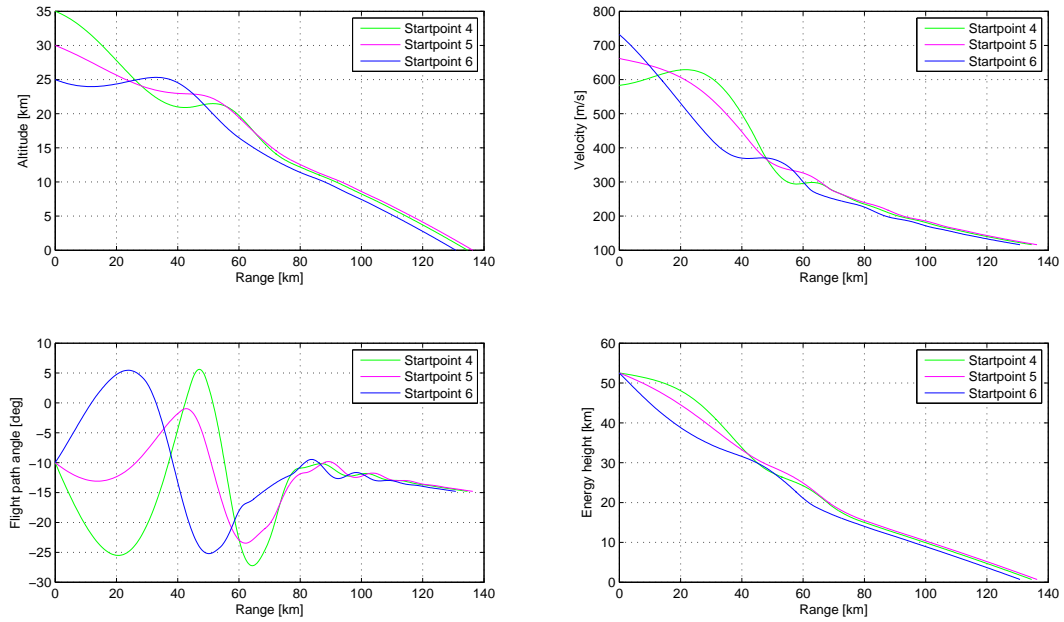 35
30
25
20
15
10
5
0
Altitude [km]
0 20 40 60 80 100 120 140
Range [km]
Startpoint 4
Startpoint 5
Startpoint 6
800
700
600
500
400
300
200
100
Velocity [m/s]
0 20 40 60 80 100 120 140
Range [km]
Startpoint 4
Startpoint 5
Startpoint 6
10
5
0
−5
−10
−15
−20
−25
−30
Flight path angle [deg]
0 20 40 60 80 100 120 140
Range [km]
Startpoint 4
Startpoint 5
Startpoint 6
60
50
40
30
20
10
0
Energy height [km]
0 20 40 60 80 100 120 140
Range [km]
Startpoint 4
Startpoint 5
Startpoint 6